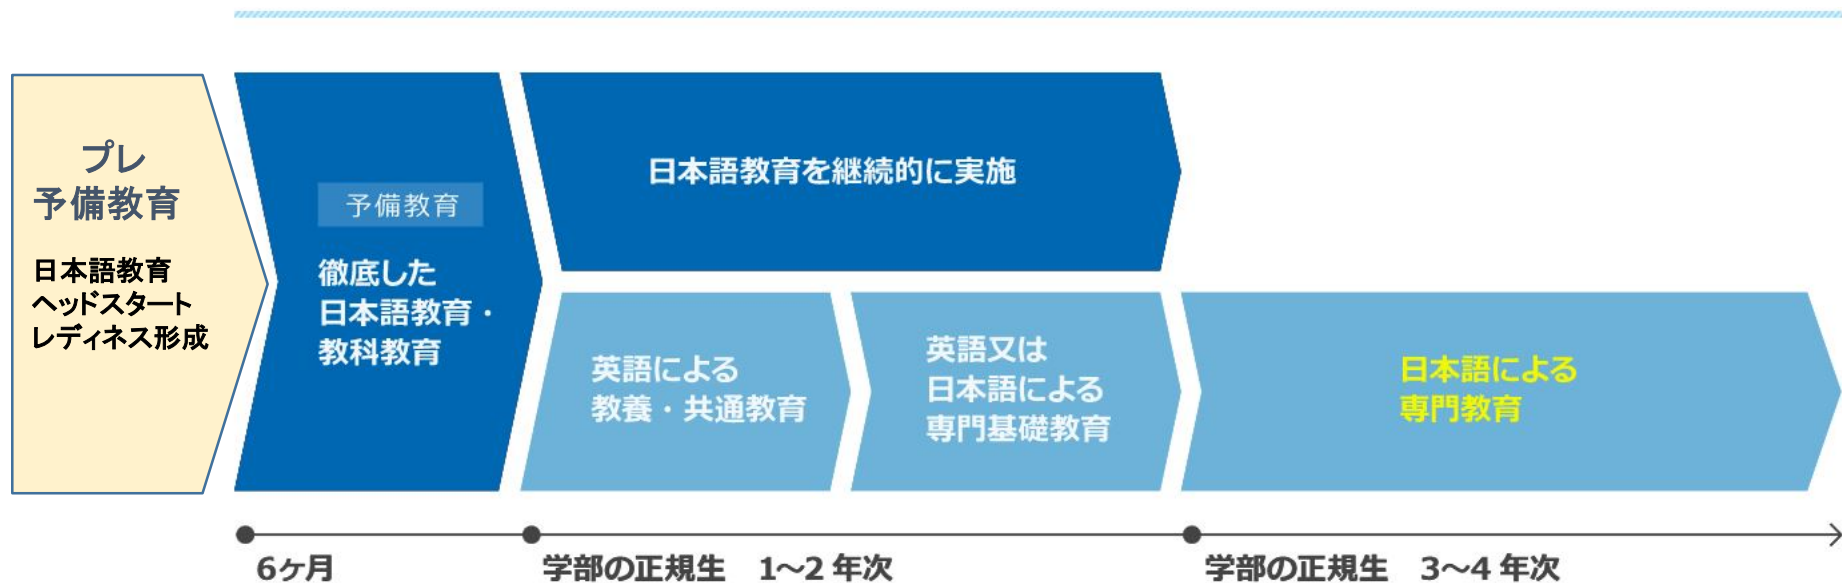 プレ
予備教育
日本語教育
ヘッドスタート
レディネス形成
予備教育
徹底した
日本語教育・
教科教育
日本語教育を継続的に実施
英語による
教養・共通教育
英語又は
日本語による
専門基礎教育
日本語による
専門教育
6ヶ月
学部の正規生　1～2 年次
学部の正規生　3～4 年次